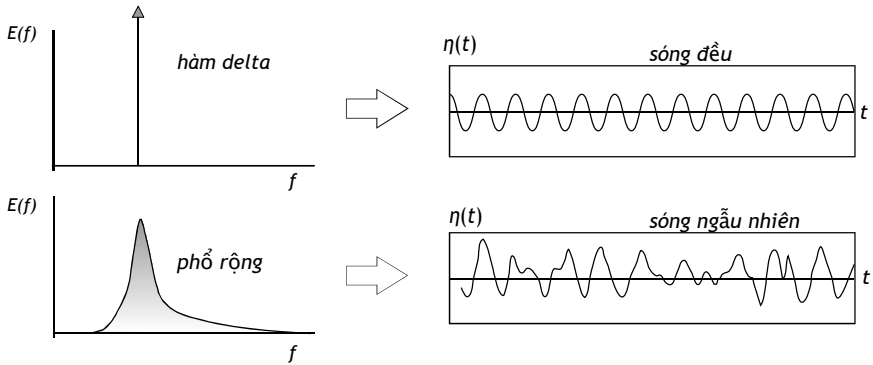 E(f)
hàm delta
f
η(t)
sóng đều
t
E(f)
phổ rộng
f
η(t)
sóng ngẫu nhiên
t